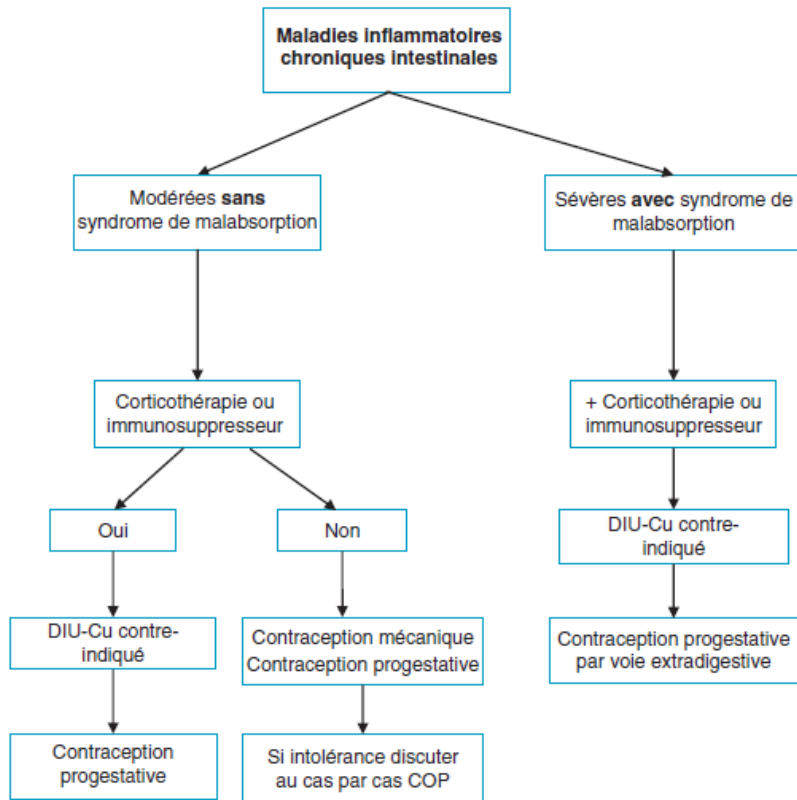 Maladies inflammatoires
chroniques intestinales
Modérées sans
syndrome de malabsorption
Sévères avec syndrome de
malabsorption
Corticothérapie ou
immunosuppresseur
+ Corticothérapie ou
immunosuppresseur
Oui
Non
DIU-Cu contre-
indiqué
DIU-Cu contre-
indiqué
Contraception mécanique
Contraception progestative
Contraception progestative
par voie extradigestive
Contraception
progestative
Si intolérance discuter
au cas par cas COP